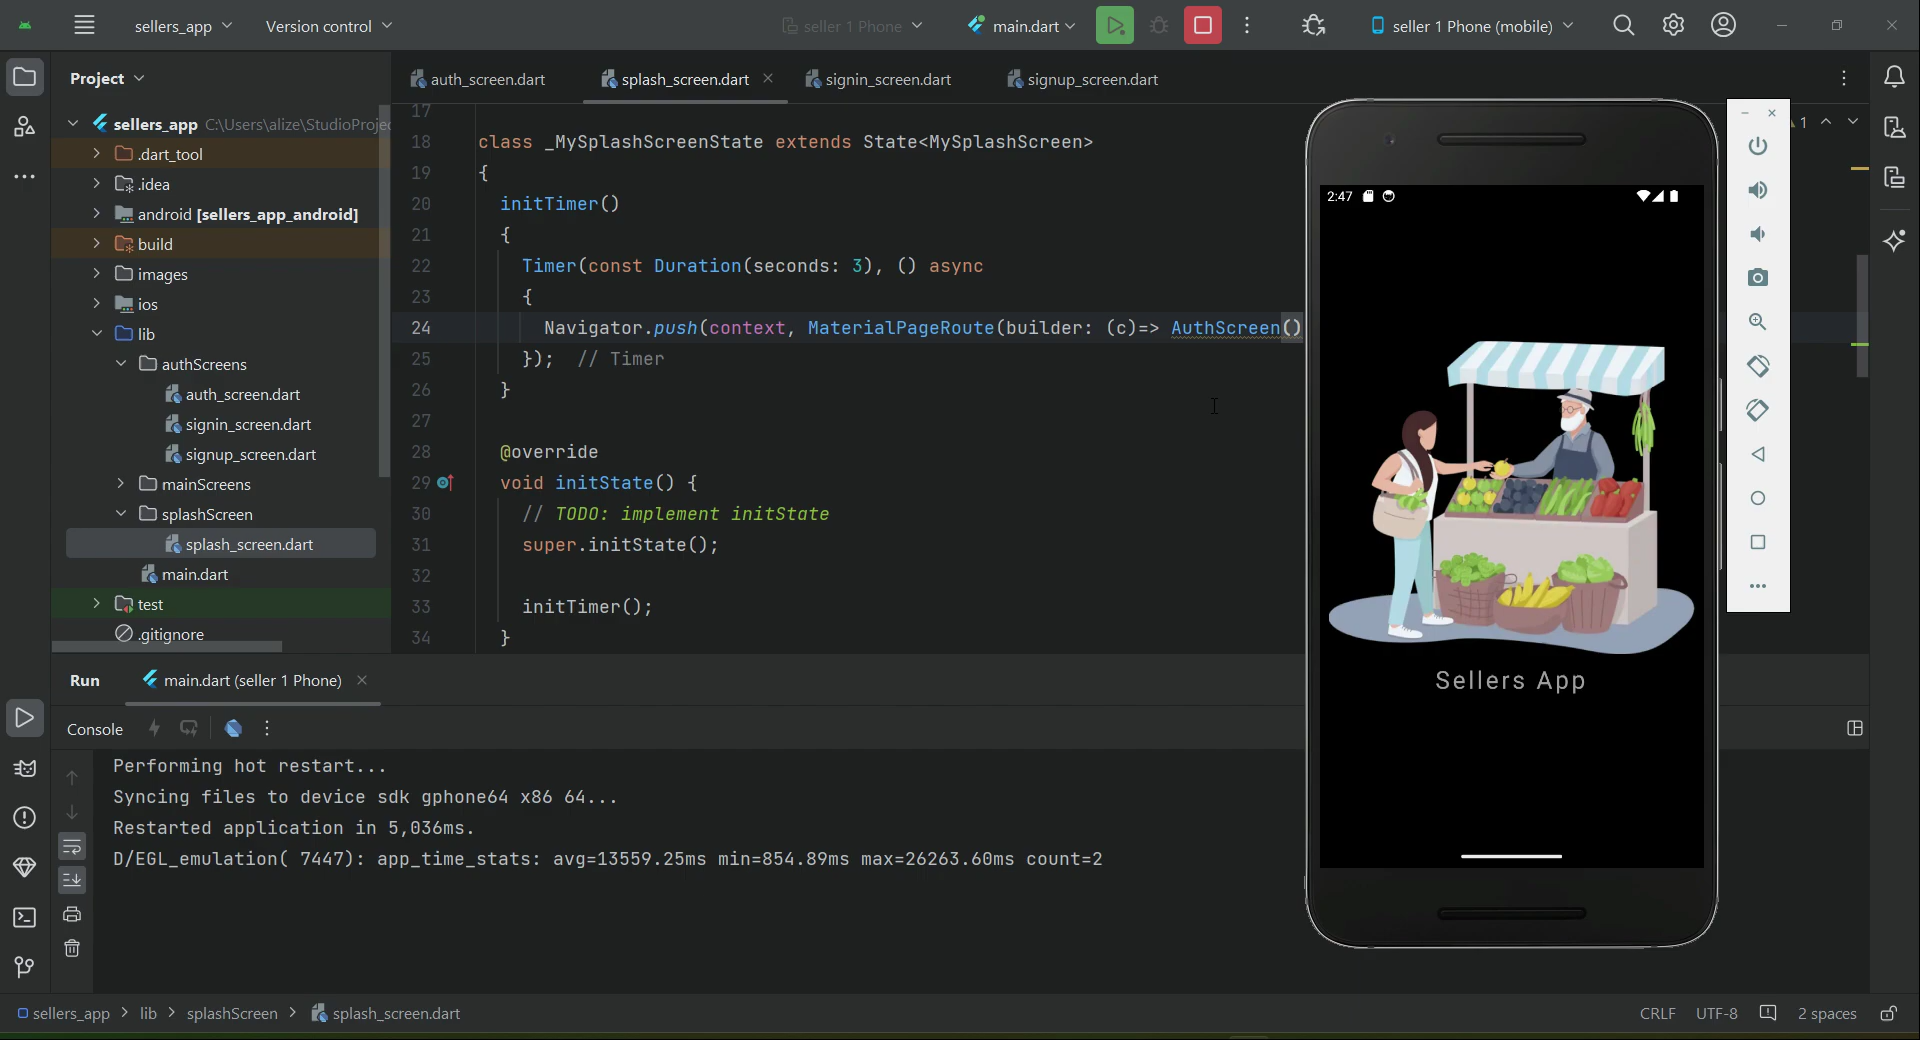 sellers_app
Version control
seller 1 Phone
main.dart
seller 1 Phone (mobile)
Project
auth_screen.dart
splash_screen.dart
signin_screen.dart
signup_screen.dart
sellers_app C:\Users\alize\StudioProjec
.dart_tool
.idea
android [sellers_app_android]
build
images
ios
lib
authScreens
auth_screen.dart
signin_screen.dart
signup_screen.dart
mainScreens
splashScreen
splash_screen.dart
main.dart
test
.gitignore
17
18 class _MySplashScreenState extends State<MySplashScreen>
19 {
20 initTimer()
21 {
22 Timer(const Duration(seconds: 3), () async
23 {
24 Navigator.push(context, MaterialPageRoute(builder: (c)=> AuthScreen()
25 }); // Timer
26 }
27
28 @override
29 void initState() {
30 // TODO: implement initState
31 super.initState();
32
33 initTimer();
34 }
1
2:47
Sellers App
Run
main.dart (seller 1 Phone)
Console
Performing hot restart...
Syncing files to device sdk gphone64 x86 64...
Restarted application in 5,036ms.
D/EGL_emulation( 7447): app_time_stats: avg=13559.25ms min=854.89ms max=26263.60ms count=2
sellers_app > lib > splashScreen > splash_screen.dart
CRLF
UTF-8
2 spaces